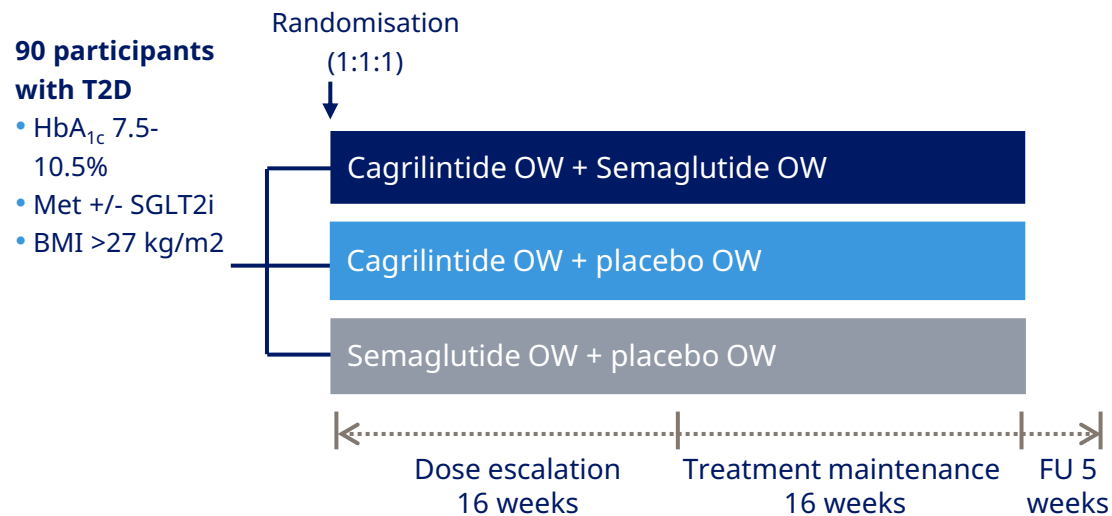 Randomisation
(1:1:1)
90 participants
with T2D
• HbA1c 7.5-
10.5%
• Met +/- SGLT2i
• BMI >27 kg/m2
Cagrilintide OW + Semaglutide OW
Cagrilintide OW + placebo OW
Semaglutide OW + placebo OW
Dose escalation
16 weeks
Treatment maintenance
16 weeks
FU 5
weeks